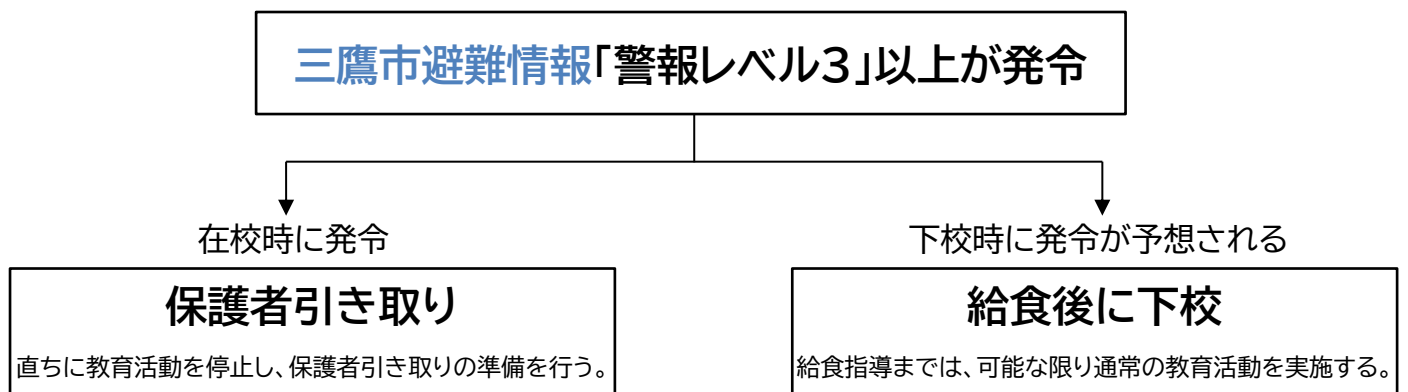 三鷹市避難情報「警報レベル３」以上が発令
在校時に発令
下校時に発令が予想される
保護者引き取り
直ちに教育活動を停止し、保護者引き取りの準備を行う。
給食後に下校
給食指導までは、可能な限り通常の教育活動を実施する。